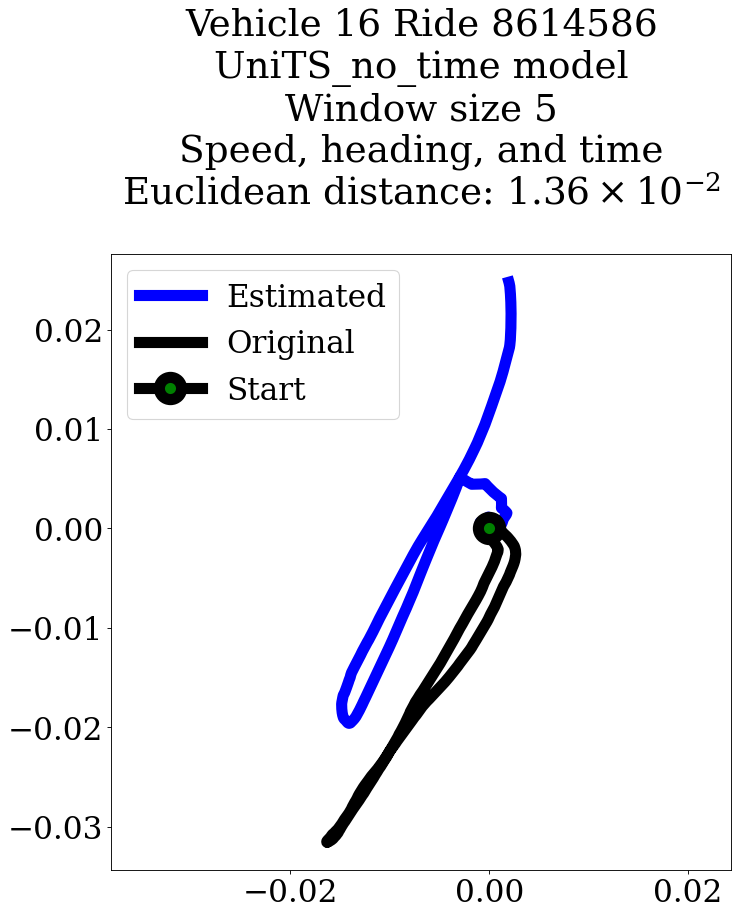 Vehicle 16 Ride 8614586
UniTS_no_time model
Window size 5
Speed, heading, and time
Euclidean distance: 1.36 × 10⁻²
Estimated
Original
Start
0.02
0.01
0.00
−0.01
−0.02
−0.03
−0.02
0.00
0.02